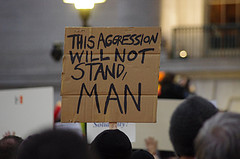 THIS AGGRESSION
WILL NOT
STAND,
MAN